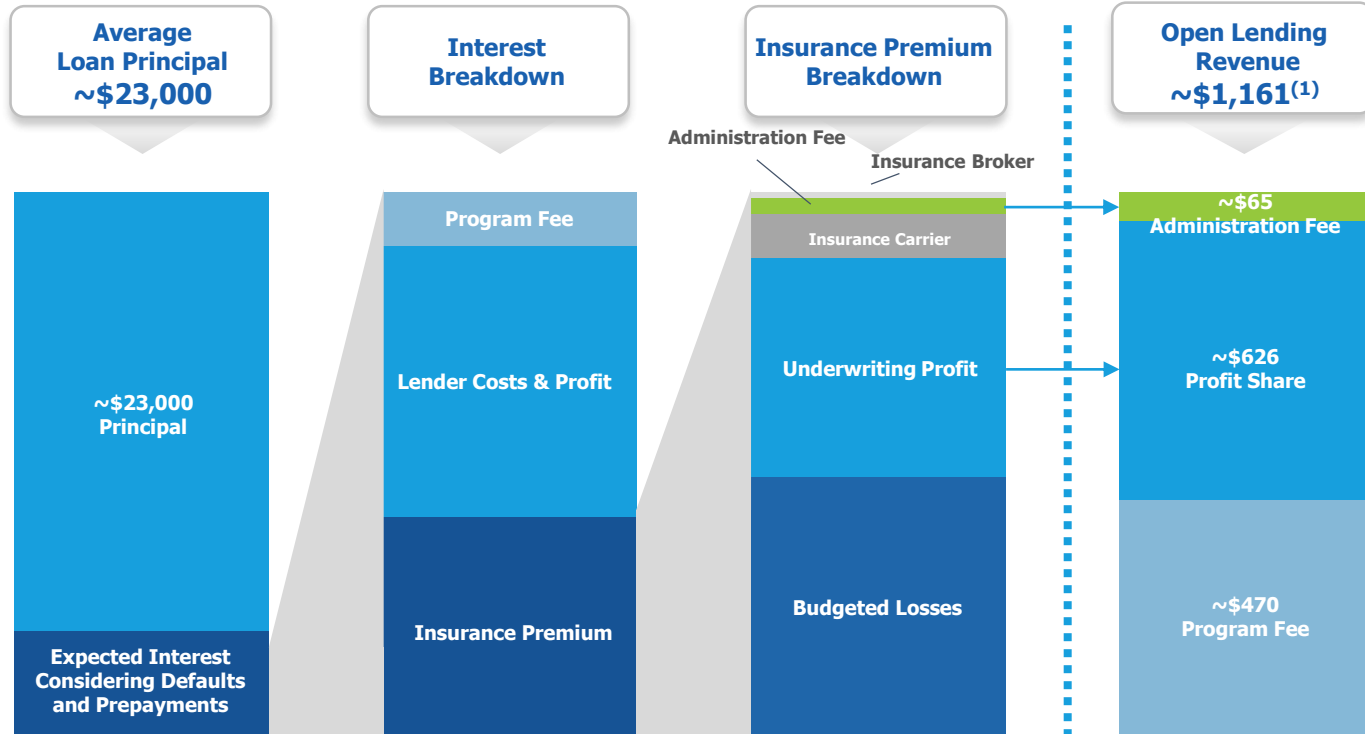 Average
Loan Principal
~$23,000
Interest
Breakdown
Insurance Premium
Breakdown
Open Lending
Revenue
~$1,161(1)
Administration Fee
Insurance Broker
~$23,000
Principal
Expected Interest
Considering Defaults
and Prepayments
Program Fee
Lender Costs & Profit
Insurance Premium
Insurance Carrier
Underwriting Profit
Budgeted Losses
~$65
Administration Fee
~$626
Profit Share
~$470
Program Fee